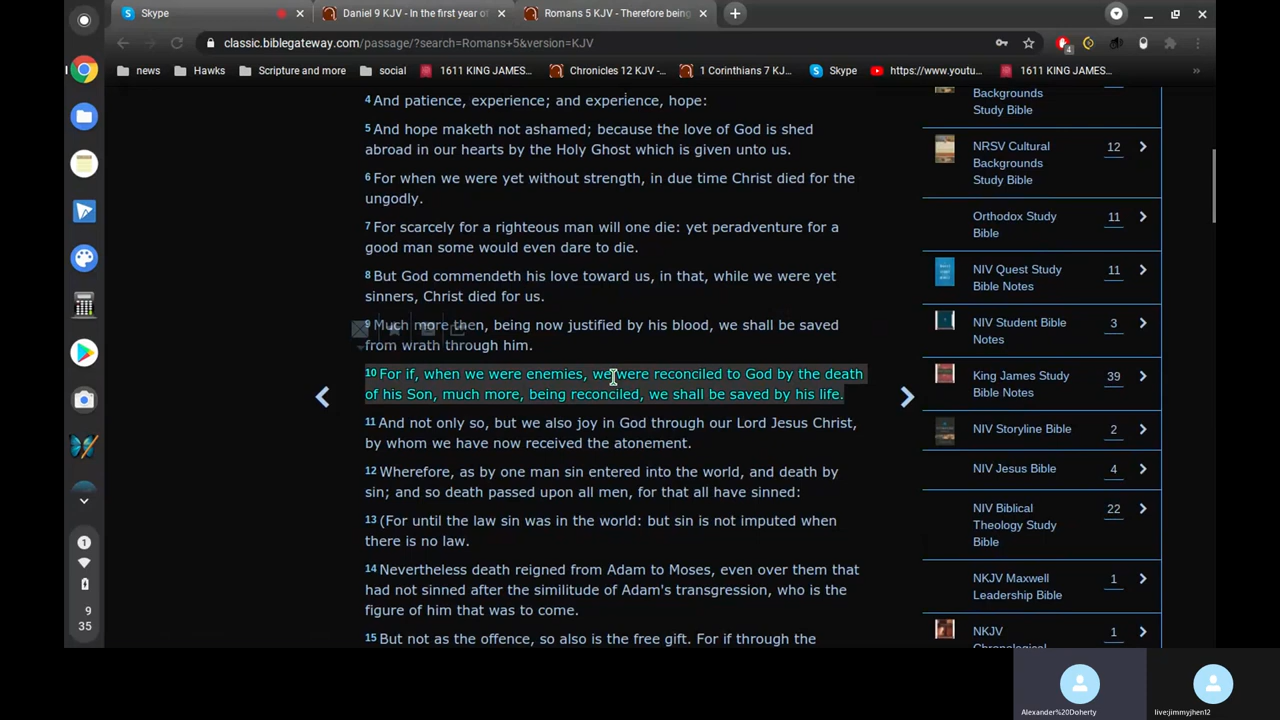 Skype
Daniel 9 KJV - In the first year of
Romans 5 KJV - Therefore being
classic.biblegateway.com/passage/?search=Romans+5&version=KJV
4
news
Hawks
Scripture and more
social
1611 KING JAMES...
Chronicles 12 KJV -...
1 Corinthians 7 KJ...
Skype
https://www.youtu...
1611 KING JAMES...
»
4 And patience, experience; and experience, hope:
5 And hope maketh not ashamed; because the love of God is shed
abroad in our hearts by the Holy Ghost which is given unto us.
6 For when we were yet without strength, in due time Christ died for the
ungodly.
7 For scarcely for a righteous man will one die: yet peradventure for a
good man some would even dare to die.
8 But God commendeth his love toward us, in that, while we were yet
sinners, Christ died for us.
9 Much more then, being now justified by his blood, we shall be saved
from wrath through him.
10 For if, when we were enemies, we were reconciled to God by the death
of his Son, much more, being reconciled, we shall be saved by his life.
11 And not only so, but we also joy in God through our Lord Jesus Christ,
by whom we have now received the atonement.
12 Wherefore, as by one man sin entered into the world, and death by
sin; and so death passed upon all men, for that all have sinned:
13 (For until the law sin was in the world: but sin is not imputed when
there is no law.
14 Nevertheless death reigned from Adam to Moses, even over them that
had not sinned after the similitude of Adam's transgression, who is the
figure of him that was to come.
15 But not as the offence, so also is the free gift. For if through the
Backgrounds
Study Bible
NRSV Cultural
Backgrounds
Study Bible
12
Orthodox Study
Bible
11
NIV Quest Study
Bible Notes
11
NIV Student Bible
Notes
3
King James Study
Bible Notes
39
NIV Storyline Bible
2
NIV Jesus Bible
4
NIV Biblical
Theology Study
Bible
22
NKJV Maxwell
Leadership Bible
1
NKJV
1
1
9
35
Alexander%20Doherty
live:jimmyjhen12